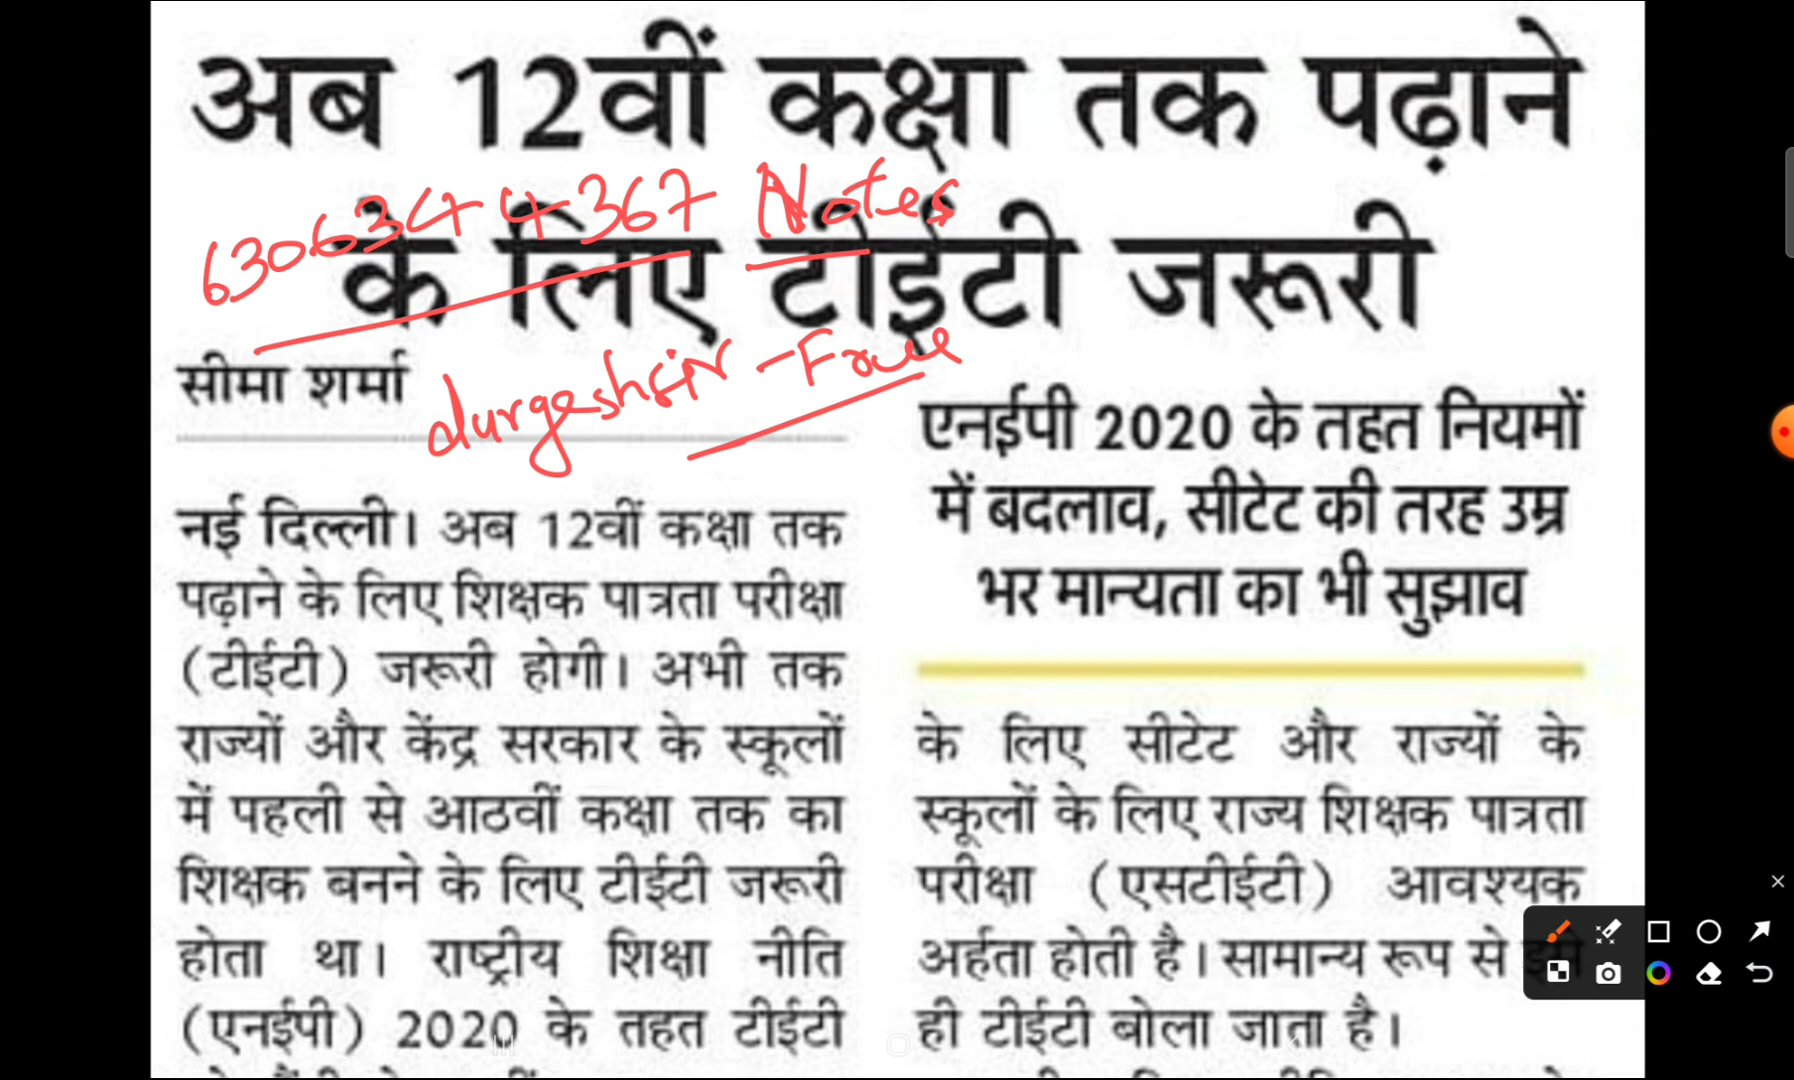 अब 12वीं कक्षा तक पढ़ाने
के लिए टीईटी जरूरी
6306344367 Notes
durgeshsir - Free
सीमा शर्मा
नई दिल्ली। अब 12वीं कक्षा तक
पढ़ाने के लिए शिक्षक पात्रता परीक्षा
(टीईटी) जरूरी होगी। अभी तक
राज्यों और केंद्र सरकार के स्कूलों
में पहली से आठवीं कक्षा तक का
शिक्षक बनने के लिए टीईटी जरूरी
होता था। राष्ट्रीय शिक्षा नीति
(एनईपी) 2020 के तहत टीईटी
एनईपी 2020 के तहत नियमों
में बदलाव, सीटेट की तरह उम्र
भर मान्यता का भी सुझाव
के लिए सीटेट और राज्यों के
स्कूलों के लिए राज्य शिक्षक पात्रता
परीक्षा (एसटीईटी) आवश्यक
अर्हता होती है। सामान्य रूप से
ही टीईटी बोला जाता है।